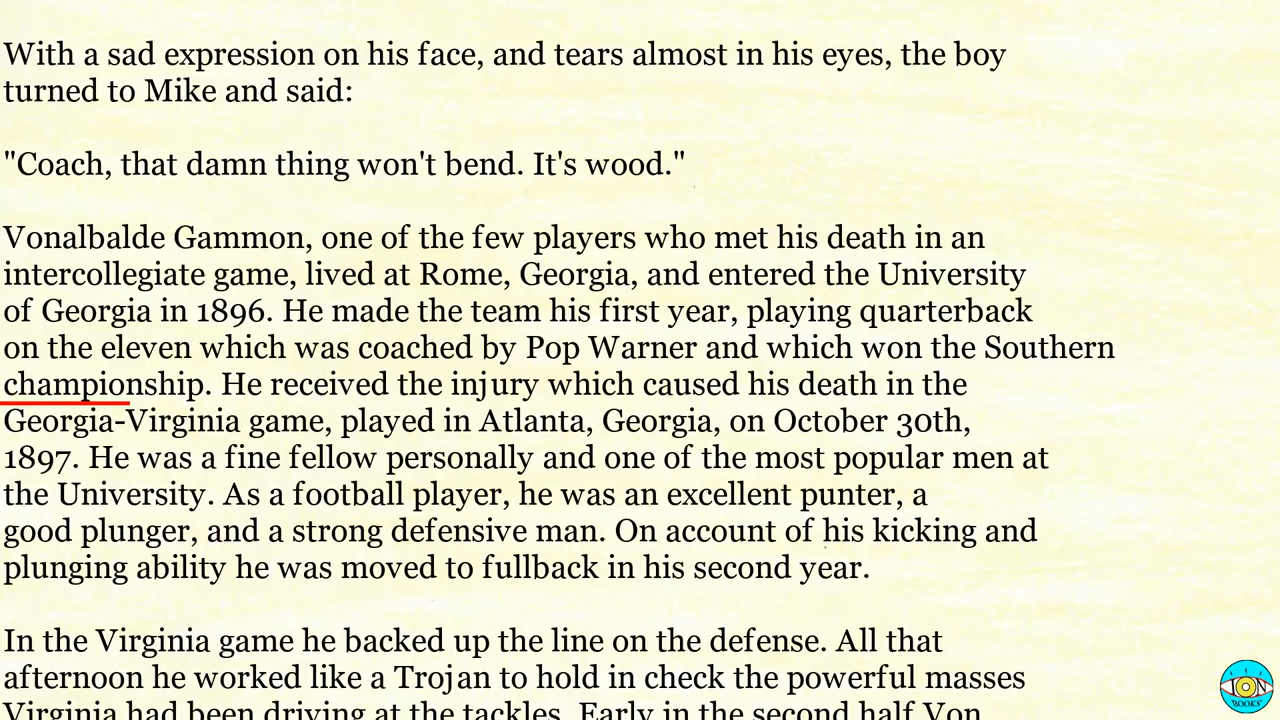 With a sad expression on his face, and tears almost in his eyes, the boy
turned to Mike and said:
"Coach, that damn thing won't bend. It's wood."
Vonalbalde Gammon, one of the few players who met his death in an
intercollegiate game, lived at Rome, Georgia, and entered the University
of Georgia in 1896. He made the team his first year, playing quarterback
on the eleven which was coached by Pop Warner and which won the Southern
championship. He received the injury which caused his death in the
Georgia-Virginia game, played in Atlanta, Georgia, on October 30th,
1897. He was a fine fellow personally and one of the most popular men at
the University. As a football player, he was an excellent punter, a
good plunger, and a strong defensive man. On account of his kicking and
plunging ability he was moved to fullback in his second year.
In the Virginia game he backed up the line on the defense. All that
afternoon he worked like a Trojan to hold in check the powerful masses
Virginia had been driving at the tackles. Early in the second half Von
ION
BOOKS